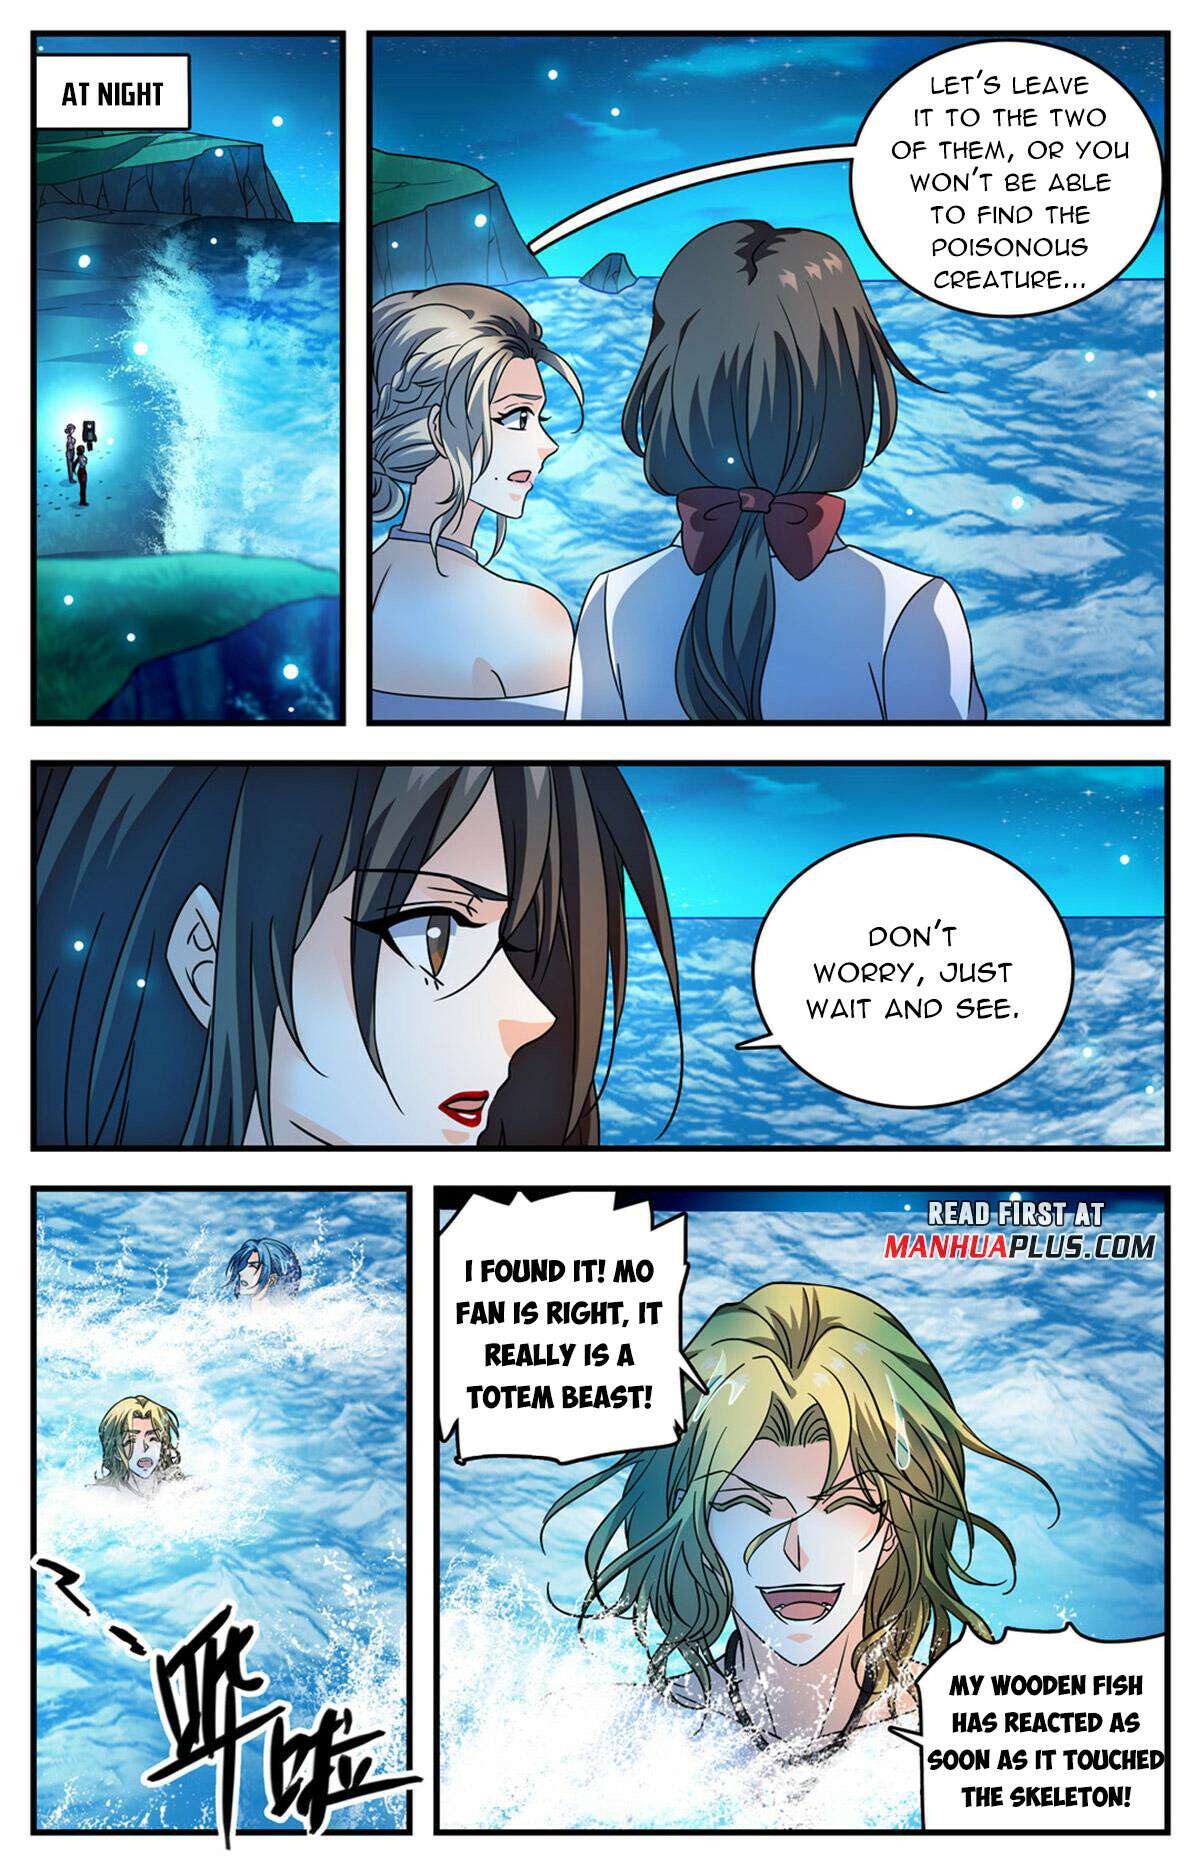 AT NIGHT
LET'S LEAVE
IT TO THE TWO
OF THEM, OR YOU
WON'T BE ABLE
TO FIND THE
POISONOUS
CREATURE...
DON'T
WORRY, JUST
WAIT AND SEE.
READ FIRST AT
MANHUAPLUS.COM
I FOUND IT! MO
FAN IS RIGHT, IT
REALLY IS A
TOTEM BEAST!
MY WOODEN FISH
HAS REACTED AS
SOON AS IT TOUCHED
THE SKELETON!